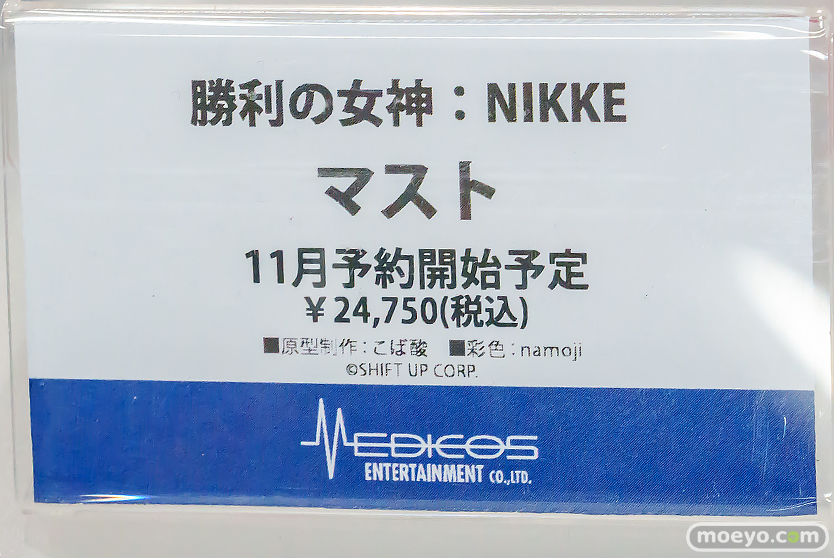 勝利の女神：NIKKE
マスト
11月予約開始予定
￥24,750(税込)
■原型制作：こば酸　■彩色：namoji
©SHIFT UP CORP.
MEDICOS
ENTERTAINMENT CO.,LTD.
moeyo.com